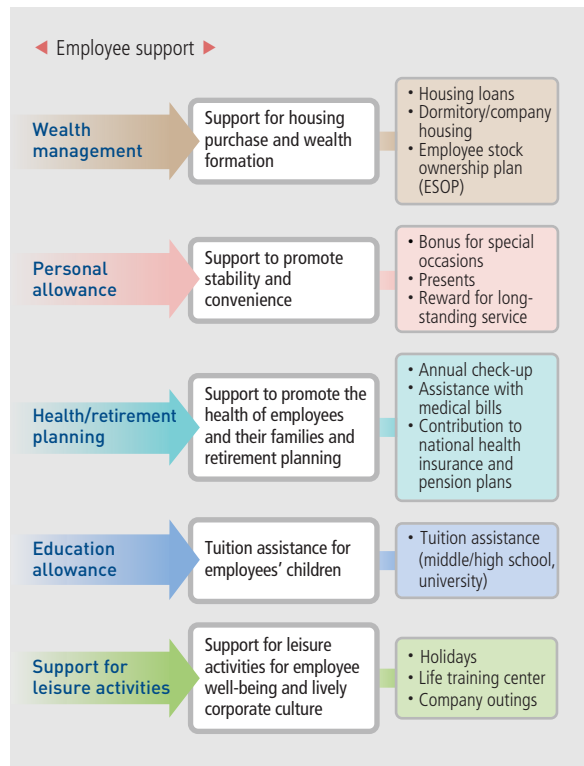 ◀ Employee support ▶
Wealth
management
Support for housing
purchase and wealth
formation
• Housing loans
• Dormitory/company
housing
• Employee stock
ownership plan
(ESOP)
Personal
allowance
Support to promote
stability and
convenience
• Bonus for special
occasions
• Presents
• Reward for long-
standing service
Health/retirement
planning
Support to promote the
health of employees
and their families and
retirement planning
• Annual check-up
• Assistance with
medical bills
• Contribution to
national health
insurance and
pension plans
Education
allowance
Tuition assistance for
employees’ children
• Tuition assistance
(middle/high school,
university)
Support for
leisure activities
Support for leisure
activities for employee
well-being and lively
corporate culture
• Holidays
• Life training center
• Company outings